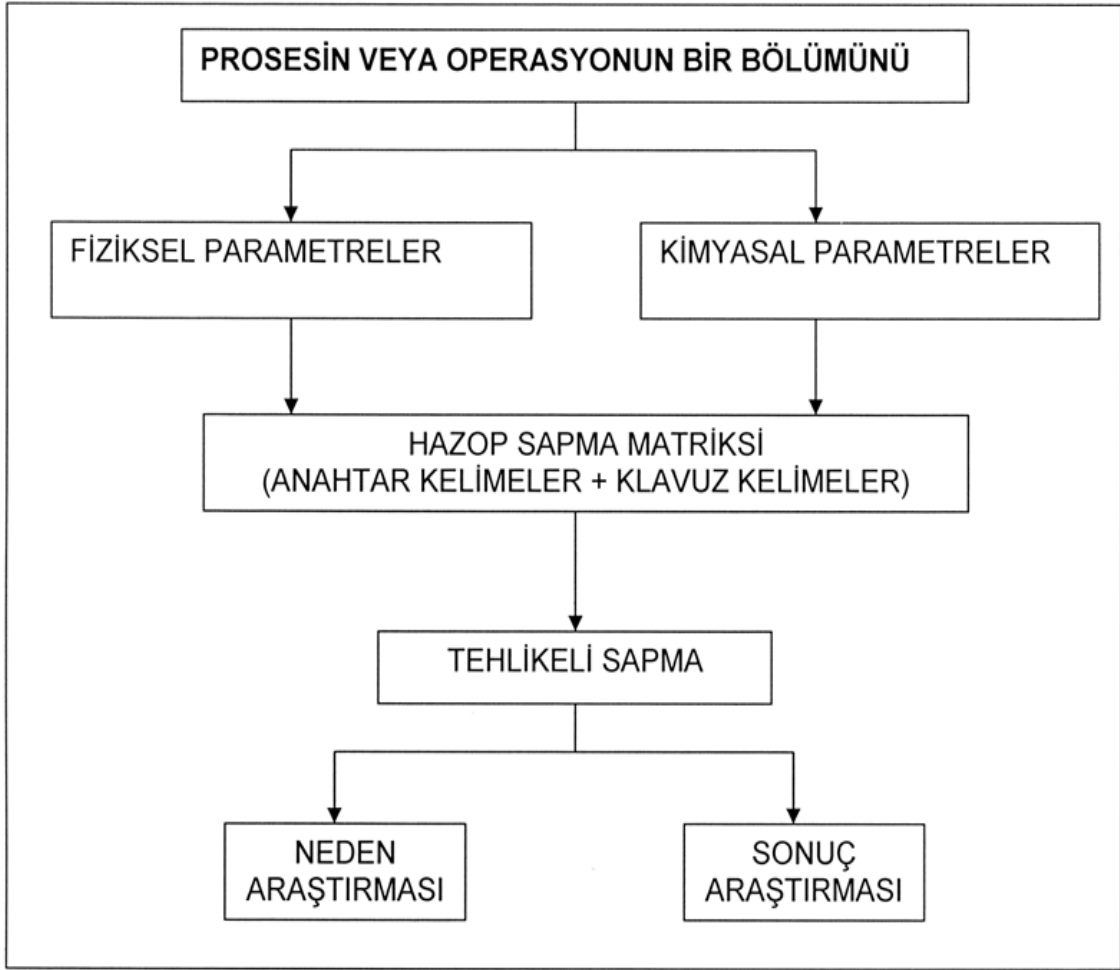 PROSESİN VEYA OPERASYONUN BİR BÖLÜMÜNÜ
FİZİKSEL PARAMETRELER
KİMYASAL PARAMETRELER
HAZOP SAPMA MATRİKSİ
(ANAHTAR KELİMELER + KLAVUZ KELİMELER)
TEHLİKELİ SAPMA
NEDEN
ARAŞTIRMASI
SONUÇ
ARAŞTIRMASI